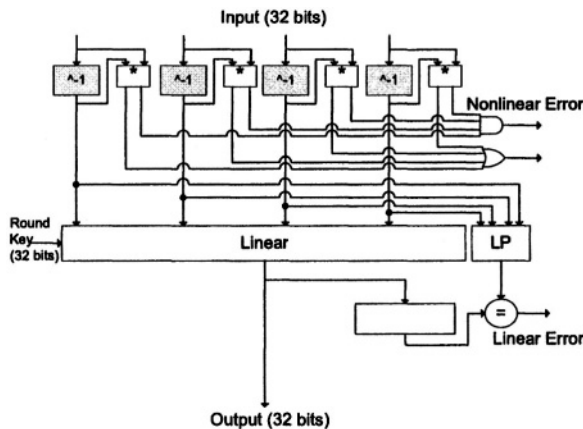 Input (32 bits)
^-1
*
^-1
*
^-1
*
^-1
*
Nonlinear Error
Round
Key
(32 bits)
Linear
LP
=
Linear Error
Output (32 bits)